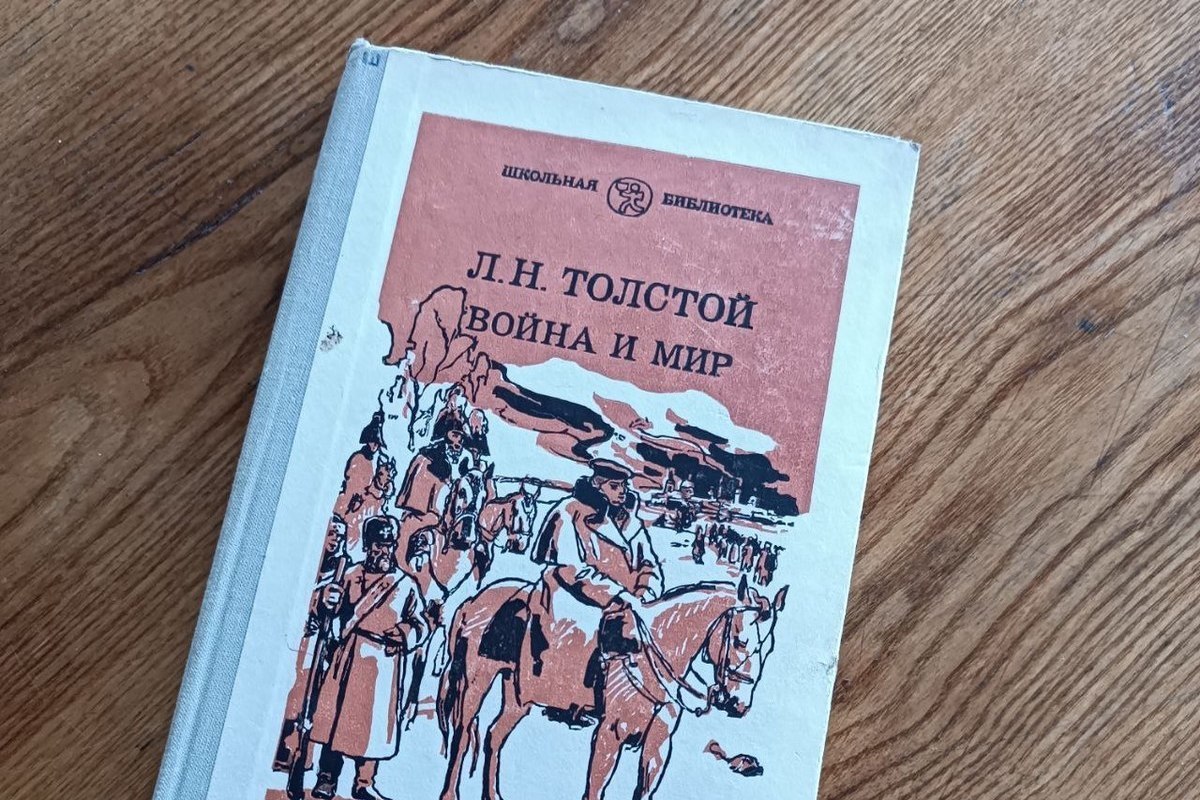 ШКОЛЬНАЯ БИБЛИОТЕКА
Л. Н. ТОЛСТОЙ
ВОЙНА И МИР